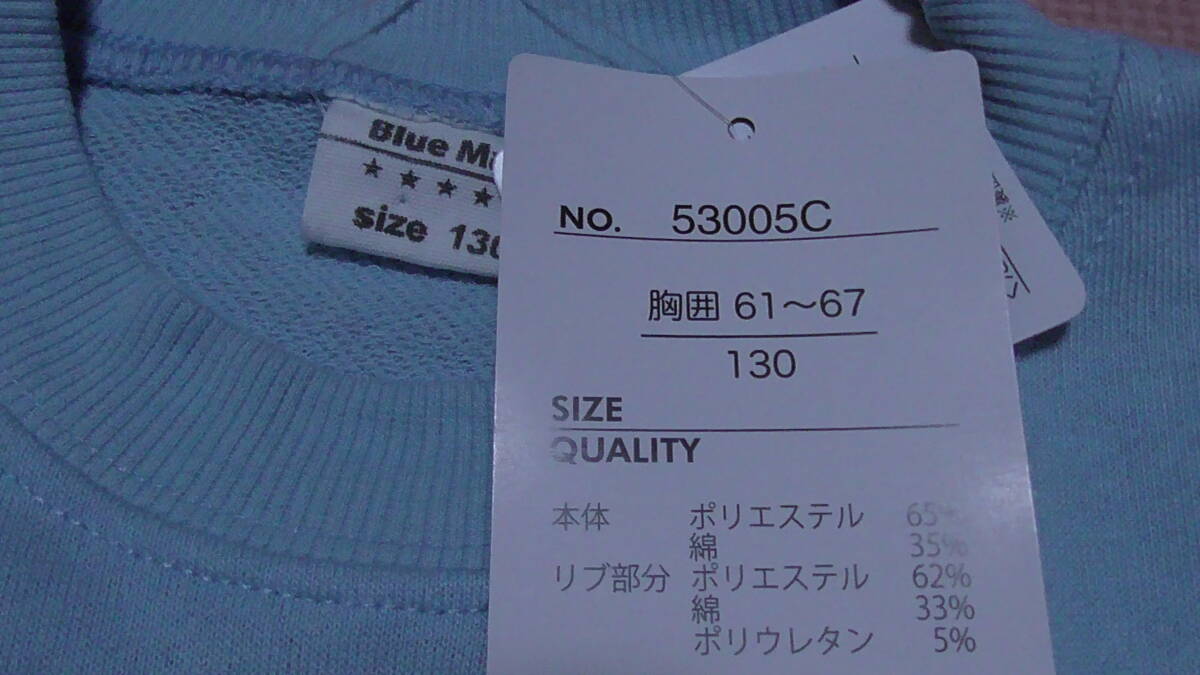 Blue
★★★★
size 130
NO. 53005C
胸囲 61～67
130
SIZE
QUALITY
本体 ポリエステル 65%
綿 35%
リブ部分 ポリエステル 62%
綿 33%
ポリウレタン 5%